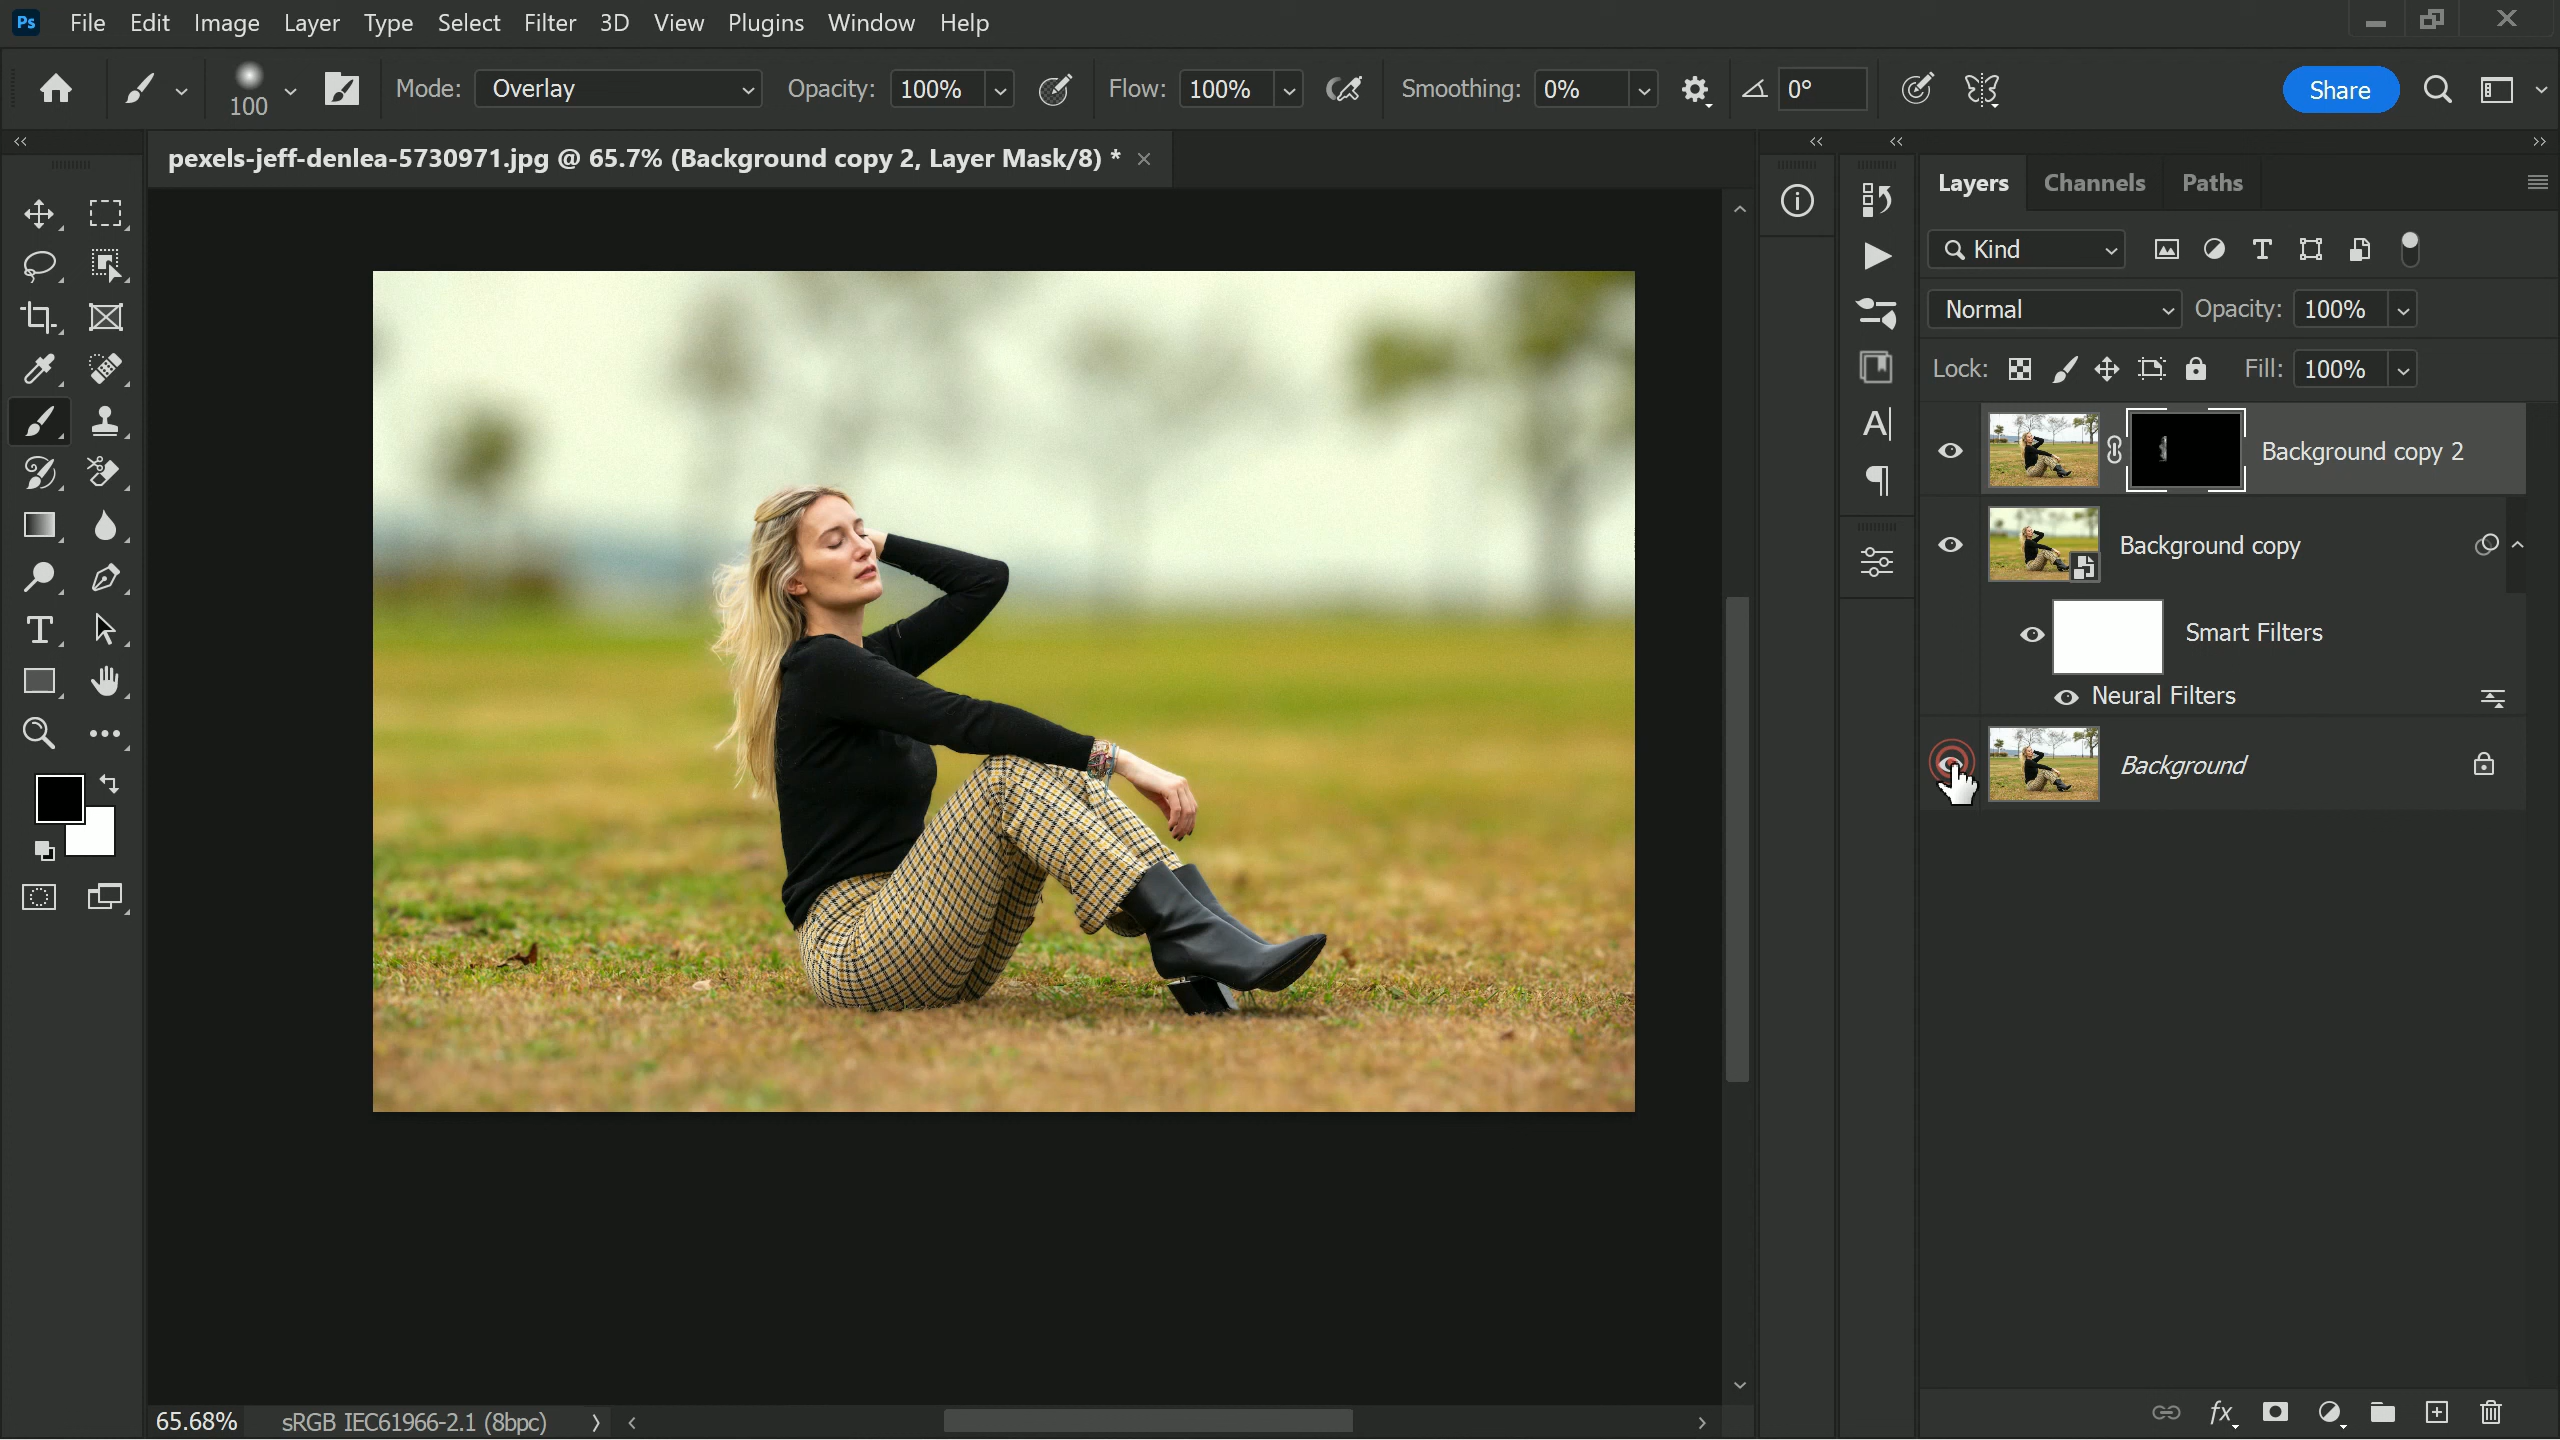 Ps File Edit Image Layer Type Select Filter 3D View Plugins Window Help
100 Mode: Overlay Opacity: 100% Flow: 100% Smoothing: 0% 0° Share
pexels-jeff-denlea-5730971.jpg @ 65.7% (Background copy 2, Layer Mask/8) *
Layers Channels Paths
Kind
Normal Opacity: 100%
Lock: Fill: 100%
Background copy 2
Background copy
Smart Filters
Neural Filters
Background
65.68% sRGB IEC61966-2.1 (8bpc)
fx